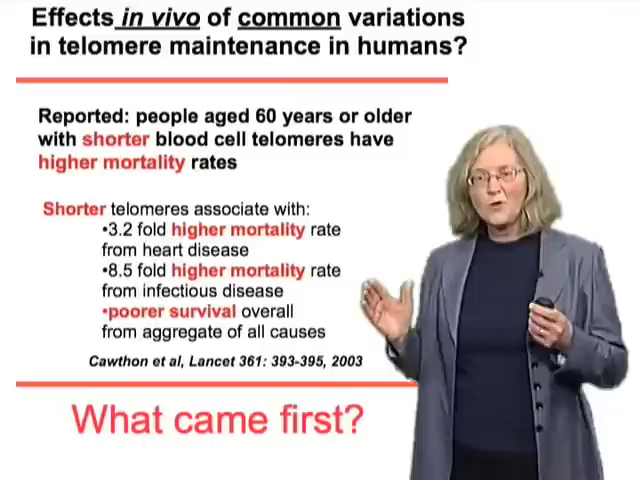 Effects in vivo of common variations
in telomere maintenance in humans?
Reported: people aged 60 years or older
with shorter blood cell telomeres have
higher mortality rates
Shorter telomeres associate with:
•3.2 fold higher mortality rate
from heart disease
•8.5 fold higher mortality rate
from infectious disease
•poorer survival overall
from aggregate of all causes
Cawthon et al, Lancet 361: 393-395, 2003
What came first?